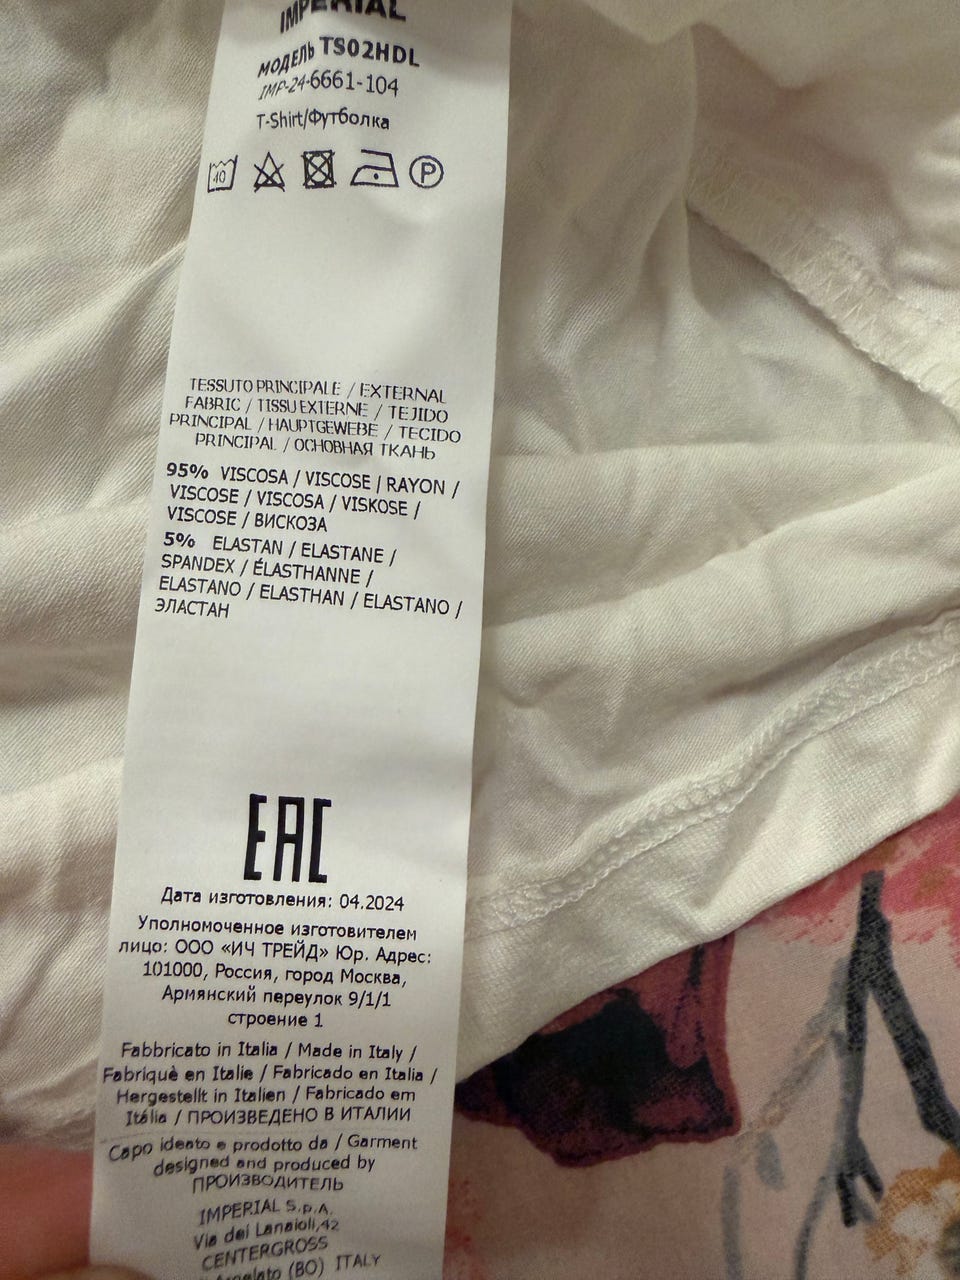 IMPERIAL
МОДЕЛЬ TS02HDL
IMP-24-6661-104
T-Shirt/Футболка
40
P
TESSUTO PRINCIPALE / EXTERNAL
FABRIC / TISSU EXTERNE / TEJIDO
PRINCIPAL / HAUPTGEWEBE / TECIDO
PRINCIPAL / ОСНОВНАЯ ТКАНЬ
95% VISCOSA / VISCOSE | RAYON /
VISCOSE / VISCOSA / VISKOSE /
VISCOSE / ВИСКОЗА
5% ELASTAN / ELASTANE /
SPANDEX / ÉLASTHANNE /
ELASTANO / ELASTHAN / ELASTANO /
ЭЛАСТАН
EAC
Дата изготовления: 04.2024
Уполномоченное изготовителем
лицо: ООО «ИЧ ТРЕЙД» Юр. Адрес:
101000, Россия, город Москва,
Армянский переулок 9/1/1
строение 1
Fabbricato in Italia / Made in Italy /
Fabriquè en Italie / Fabricado en Italia /
Hergestellt in Italien / Fabricado em
Itália / ПРОИЗВЕДЕНО В ИТАЛИИ
Capo ideato e prodotto da / Garment
designed and produced by
ПРОИЗВОДИТЕЛЬ
IMPERIAL S.p.A.
Via dei Lanaioli,42
CENTERGROSS
(BO) ITALY